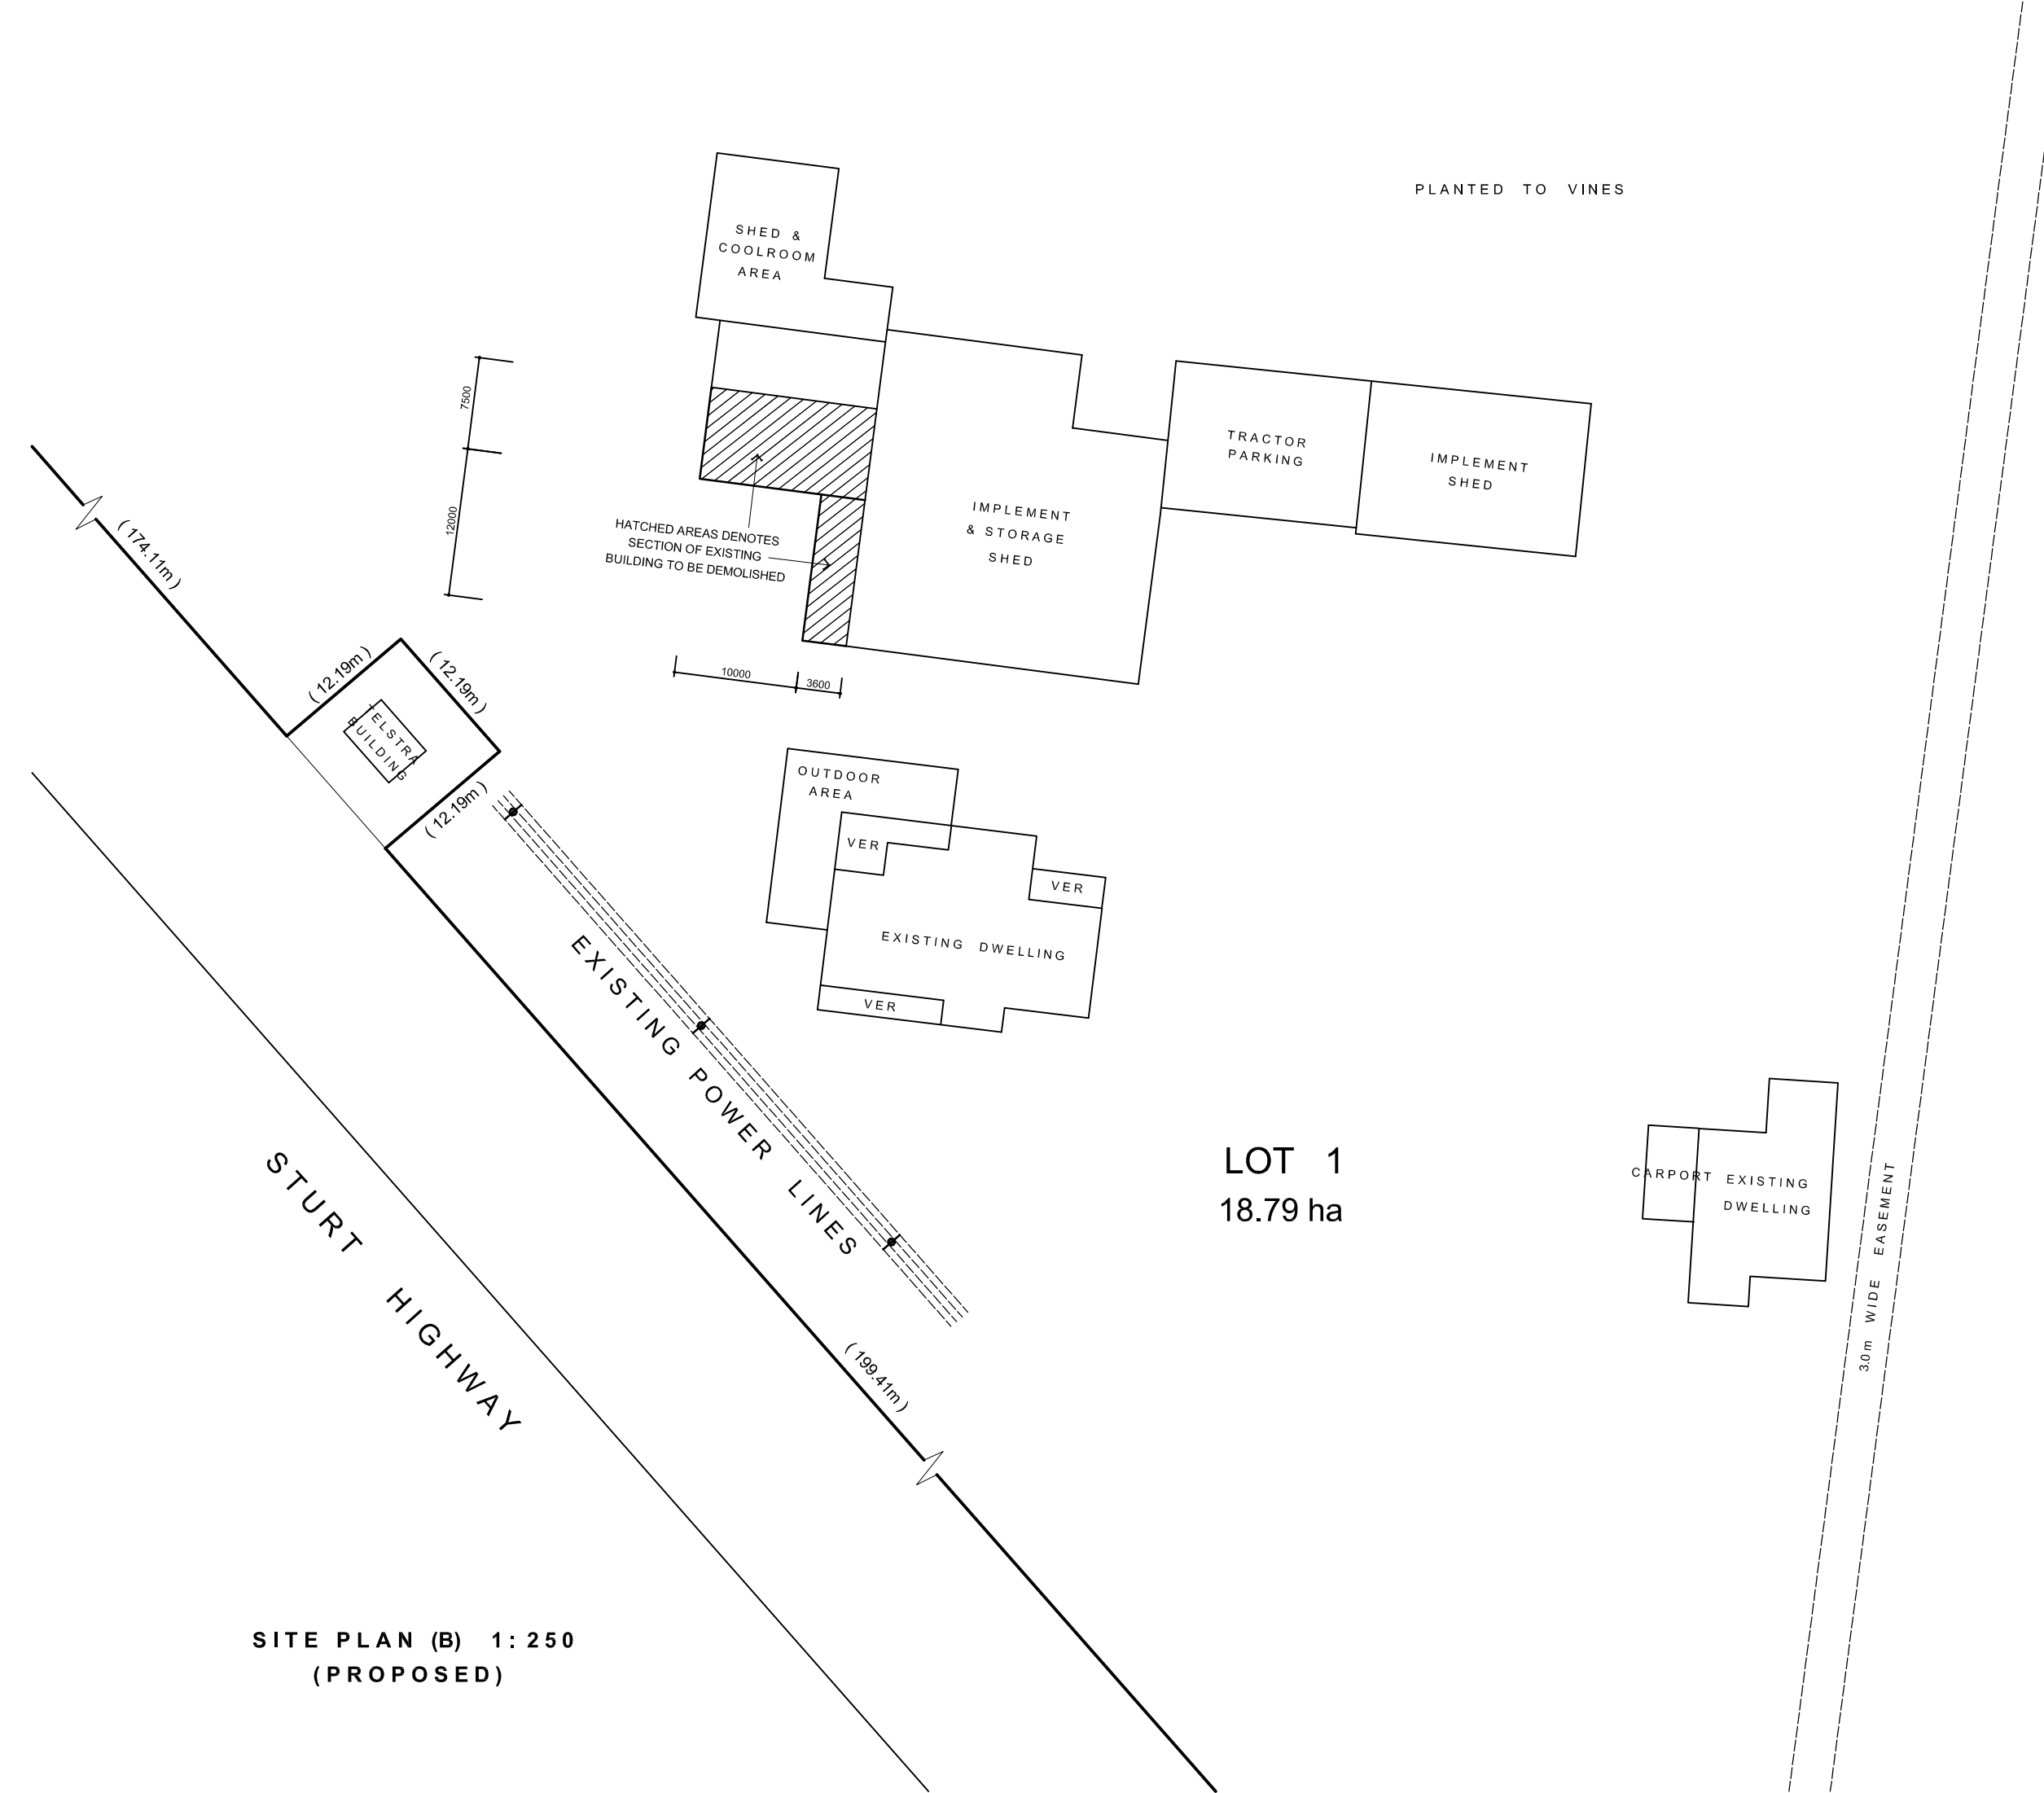 PLANTED TO VINES
SHED &
COOLROOM
AREA
7500
12000
TRACTOR
PARKING
IMPLEMENT
SHED
IMPLEMENT
& STORAGE
SHED
HATCHED AREAS DENOTES
SECTION OF EXISTING
BUILDING TO BE DEMOLISHED
( 174.11m )
( 12.19m )
( 12.19m )
10000
3600
TELSTRA
BUILDING
( 12.19m )
OUTDOOR
AREA
VER
VER
EXISTING DWELLING
VER
EXISTING POWER LINES
LOT 1
18.79 ha
CARPORT
EXISTING
DWELLING
3.0 m WIDE EASEMENT
STURT HIGHWAY
( 199.41m )
SITE PLAN (B) 1: 250
(PROPOSED)